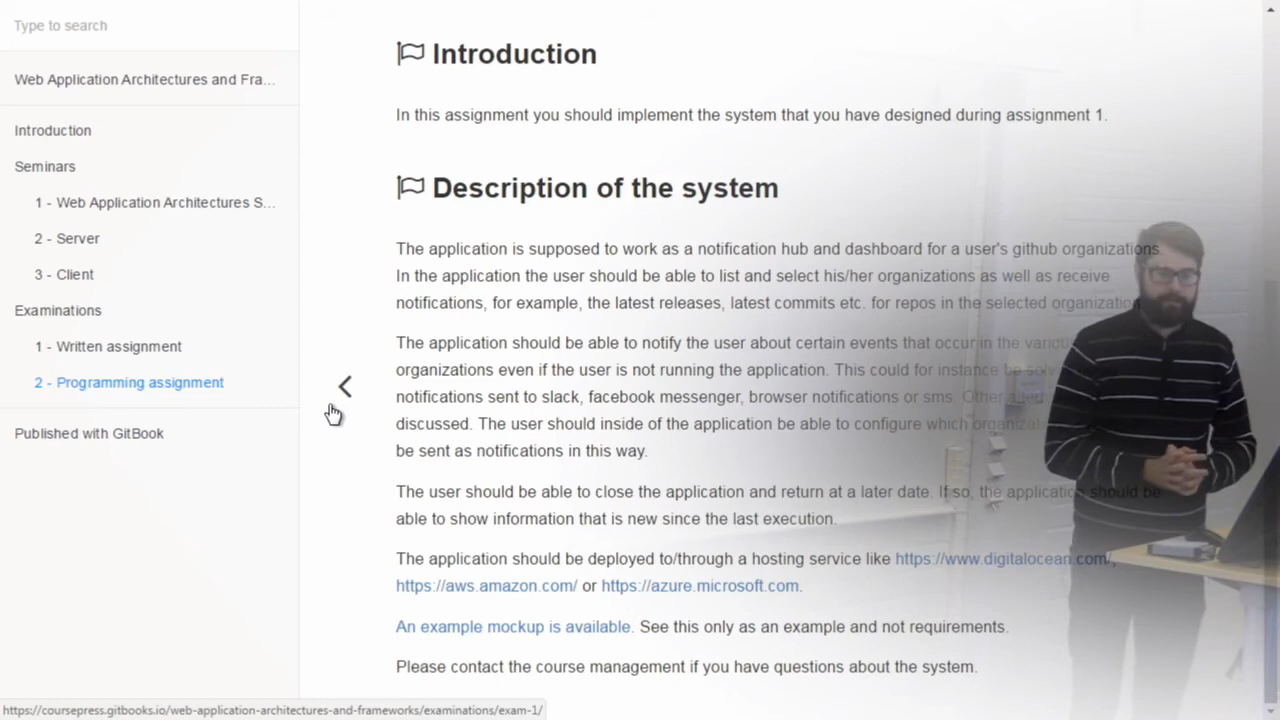 Type to search
Web Application Architectures and Fra...
Introduction
Seminars
1 - Web Application Architectures S...
2 - Server
3 - Client
Examinations
1 - Written assignment
2 - Programming assignment
Published with GitBook
Introduction
In this assignment you should implement the system that you have designed during assignment 1.
Description of the system
The application is supposed to work as a notification hub and dashboard for a user's github organizations.
In the application the user should be able to list and select his/her organizations as well as receive
notifications, for example, the latest releases, latest commits etc. for repos in the selected organization.
The application should be able to notify the user about certain events that occur in the various
organizations even if the user is not running the application. This could for instance be
notifications sent to slack, facebook messenger, browser notifications or sms. Other
discussed. The user should inside of the application be able to configure which
be sent as notifications in this way.
The user should be able to close the application and return at a later date. If so, the application should be
able to show information that is new since the last execution.
The application should be deployed to/through a hosting service like https://www.digitalocean.com/,
https://aws.amazon.com/ or https://azure.microsoft.com.
An example mockup is available. See this only as an example and not requirements.
Please contact the course management if you have questions about the system.
https://coursepress.gitbooks.io/web-application-architectures-and-frameworks/examinations/exam-1/